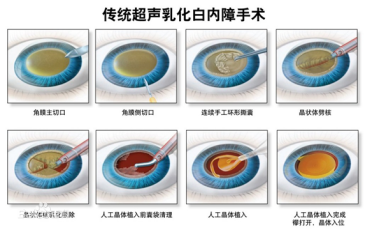 传统超声乳化白内障手术
角膜主切口
角膜侧切口
连续手工环形撕囊
晶状体劈核
晶状体核乳化吸除
人工晶体植入前囊袋清理
人工晶体植入
人工晶体植入完成
襻打开、晶体入位